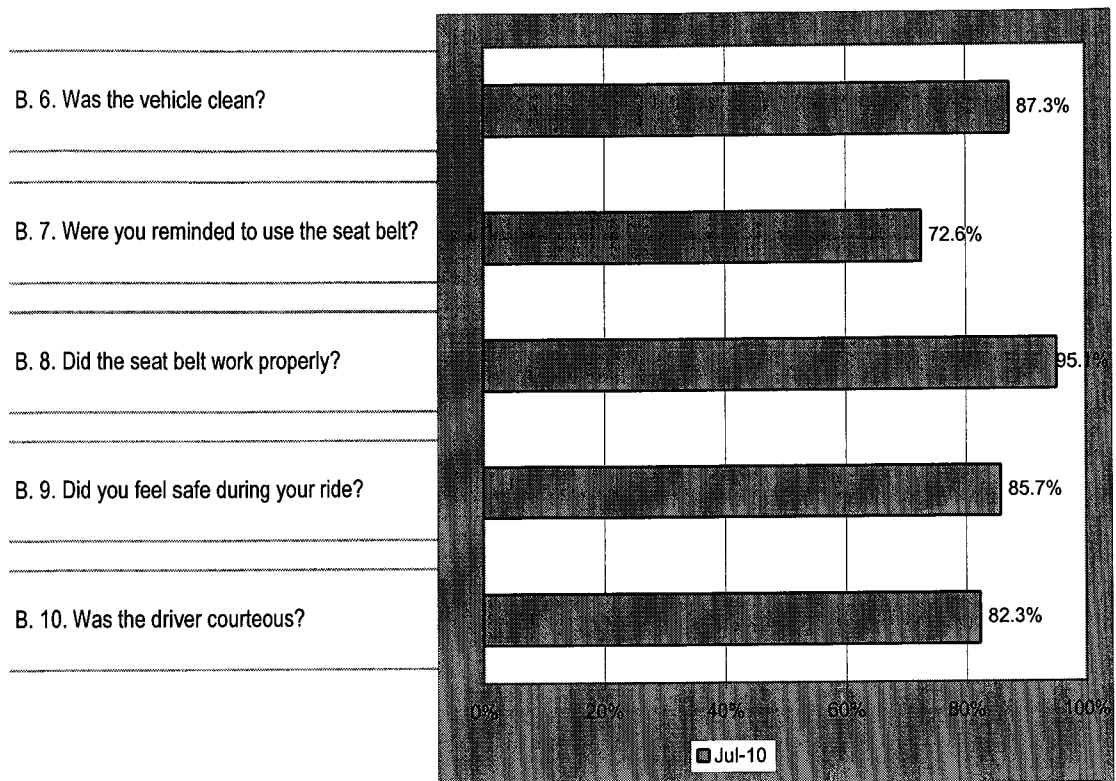 B. 6. Was the vehicle clean?
87.3%
B. 7. Were you reminded to use the seat belt?
72.6%
B. 8. Did the seat belt work properly?
95.1%
B. 9. Did you feel safe during your ride?
85.7%
B. 10. Was the driver courteous?
82.3%
0% 20% 40% 60% 80% 100%
Jul-10